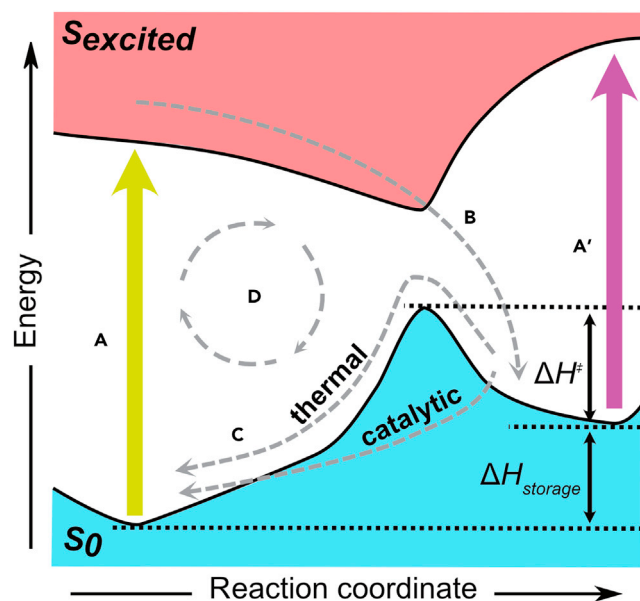 Sexcited
B
A′
Energy
D
A
ΔH‡
thermal
C
catalytic
ΔHstorage
S0
Reaction coordinate